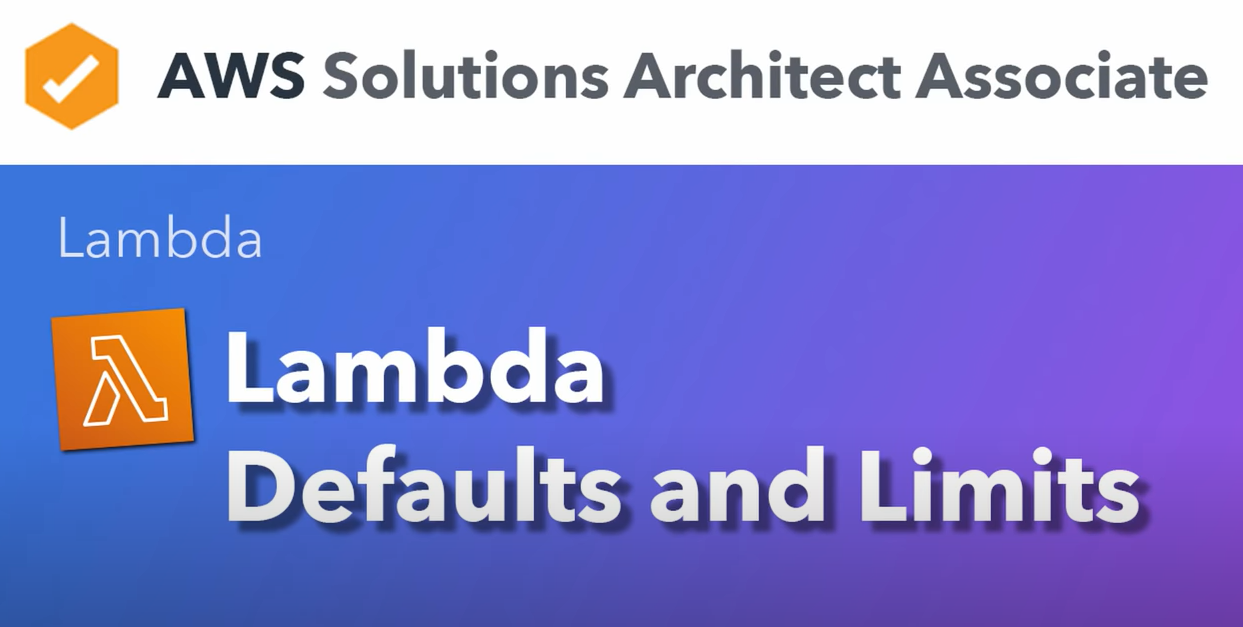 AWS Solutions Architect Associate
Lambda
Lambda
Defaults and Limits